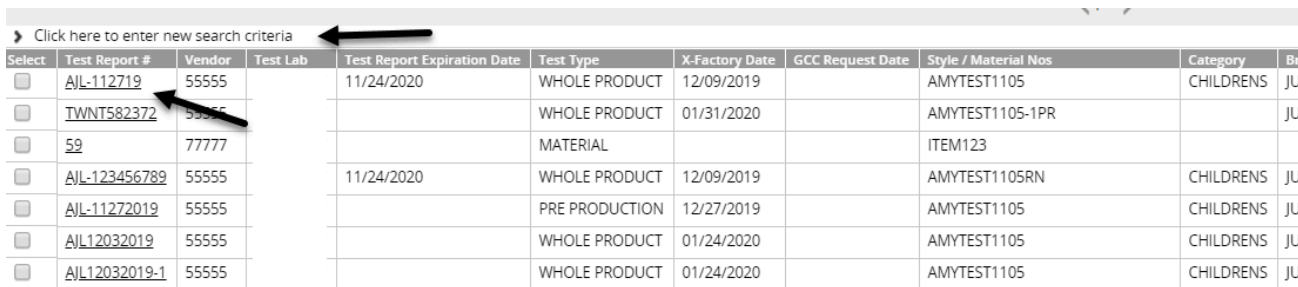 Click here to enter new search criteria
Select Test Report # Vendor Test Lab Test Report Expiration Date Test Type X-Factory Date GCC Request Date Style / Material Nos Category
AJL-112719 55555 11/24/2020 WHOLE PRODUCT 12/09/2019 AMYTEST1105 CHILDRENS
TWNT582372 WHOLE PRODUCT 01/31/2020 AMYTEST1105-1PR
59 77777 MATERIAL ITEM123
AJL-123456789 55555 11/24/2020 WHOLE PRODUCT 12/09/2019 AMYTEST1105RN CHILDRENS
AJL-11272019 55555 PRE PRODUCTION 12/27/2019 AMYTEST1105 CHILDRENS
AJL12032019 55555 WHOLE PRODUCT 01/24/2020 AMYTEST1105 CHILDRENS
AJL12032019-1 55555 WHOLE PRODUCT 01/24/2020 AMYTEST1105 CHILDRENS